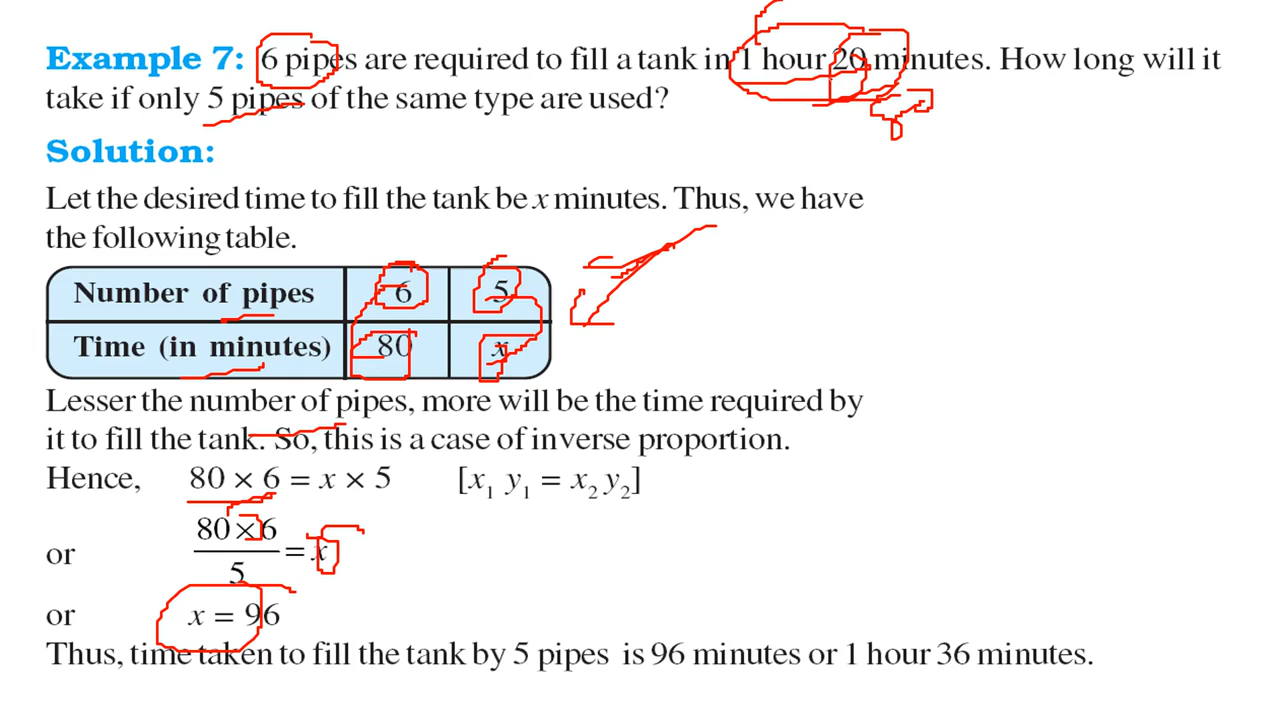 Example 7: 6 pipes are required to fill a tank in 1 hour 20 minutes. How long will it
take if only 5 pipes of the same type are used?
Solution:
Let the desired time to fill the tank be x minutes. Thus, we have
the following table.
Number of pipes 6 5
Time (in minutes) 80 x
Lesser the number of pipes, more will be the time required by
it to fill the tank. So, this is a case of inverse proportion.
Hence, 80 × 6 = x × 5 [x₁ y₁ = x₂ y₂]
or 80 × 6 / 5 = x
or x = 96
Thus, time taken to fill the tank by 5 pipes is 96 minutes or 1 hour 36 minutes.